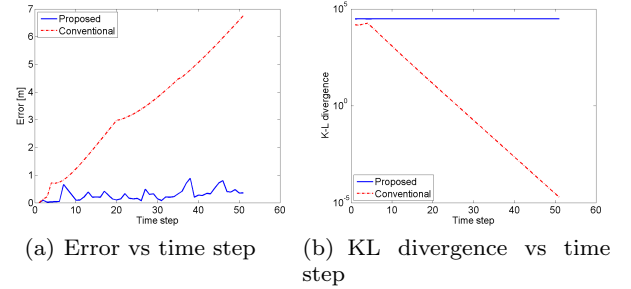 7
6
5
4
3
2
1
0
0
10
20
30
40
50
60
Error [m]
Time step
Proposed
Conventional
10^5
10^0
10^-5
0
10
20
30
40
50
60
K-L divergence
Time step
Proposed
Conventional
(a) Error vs time step
(b) KL divergence vs time
step